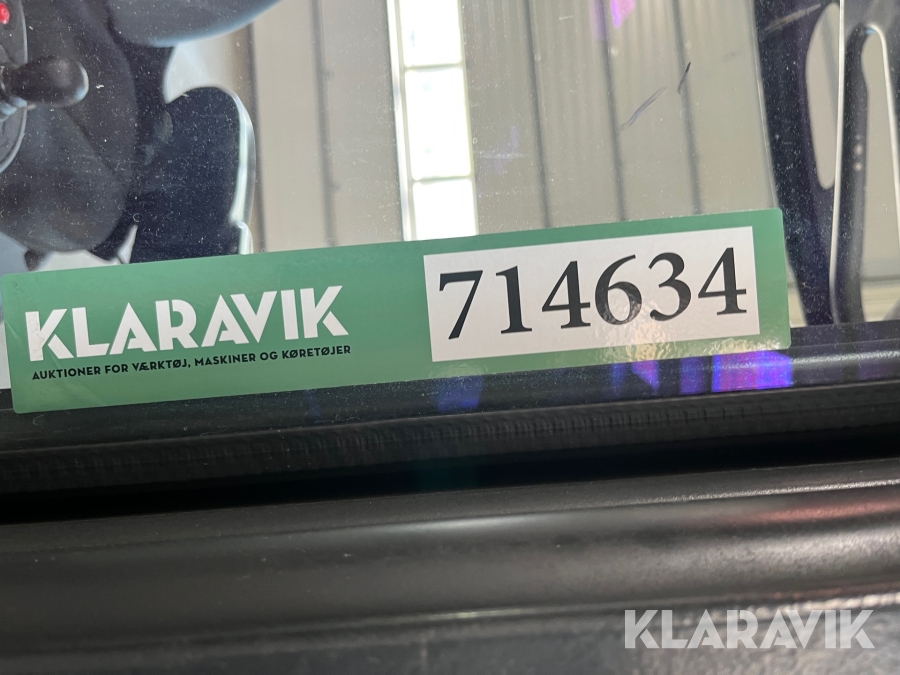 KLARAVIK
AUKTIONER FOR VÆRKTØJ, MASKINER OG KØRETØJER
714634
KLARAVIK